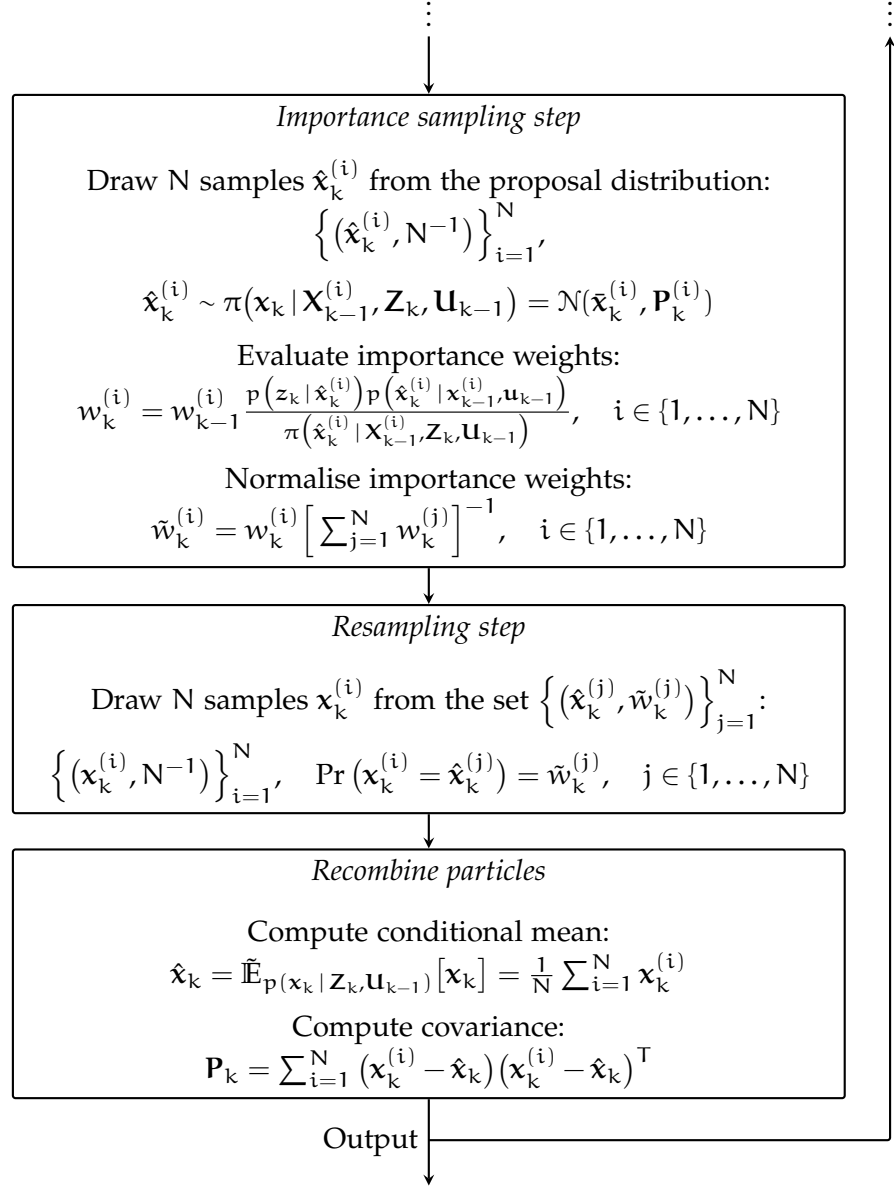 ⋮ ⋮
Importance sampling step
Draw N samples x̂_k^(i) from the proposal distribution:
{(x̂_k^(i), N^−1)}_{i=1}^N,
x̂_k^(i) ~ π(x_k | X_{k−1}^(i), Z_k, U_{k−1}) = 𝒩(x̄_k^(i), P_k^(i))
Evaluate importance weights:
w_k^(i) = w_{k−1}^(i) \frac{p(z_k | x̂_k^(i)) p(x̂_k^(i) | x_{k−1}^(i), u_{k−1})}{π(x̂_k^(i) | X_{k−1}^(i), Z_k, U_{k−1})}, i ∈ {1, . . . , N}
Normalise importance weights:
w̃_k^(i) = w_k^(i) [∑_{j=1}^N w_k^(j)]^−1, i ∈ {1, . . . , N}
Resampling step
Draw N samples x_k^(i) from the set {(x̂_k^(j), w̃_k^(j))}_{j=1}^N:
{(x_k^(i), N^−1)}_{i=1}^N, Pr (x_k^(i) = x̂_k^(j)) = w̃_k^(j), j ∈ {1, . . . , N}
Recombine particles
Compute conditional mean:
x̂_k = 𝔼̃_{p(x_k | Z_k, U_{k−1})}[x_k] = \frac{1}{N} ∑_{i=1}^N x_k^(i)
Compute covariance:
P_k = ∑_{i=1}^N (x_k^(i) − x̂_k)(x_k^(i) − x̂_k)^T
Output